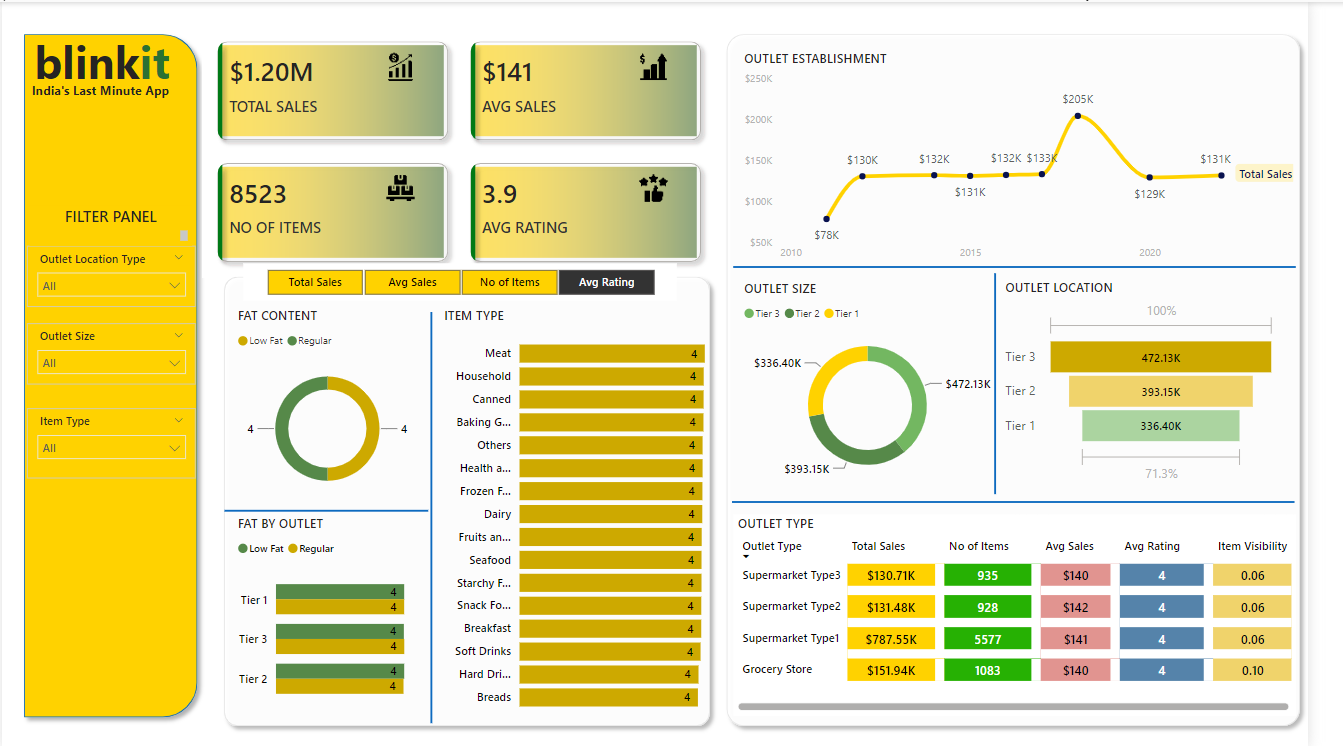 blinkit
India's Last Minute App
FILTER PANEL
Outlet Location Type
All
Outlet Size
All
Item Type
All
$1.20M
TOTAL SALES
$141
AVG SALES
8523
NO OF ITEMS
3.9
AVG RATING
Total Sales Avg Sales No of Items Avg Rating
FAT CONTENT
Low Fat Regular
4 4
FAT BY OUTLET
Low Fat Regular
Tier 1 4
4
Tier 3 4
4
Tier 2 4
4
ITEM TYPE
Meat 4
Household 4
Canned 4
Baking G... 4
Others 4
Health a... 4
Frozen F... 4
Dairy 4
Fruits an... 4
Seafood 4
Starchy F... 4
Snack Fo... 4
Breakfast 4
Soft Drinks 4
Hard Dri... 4
Breads 4
OUTLET ESTABLISHMENT
$250K
$205K
$200K
$150K $130K $132K $132K $133K $131K
Total Sales
$131K $129K
$100K
$78K
$50K
2010 2015 2020
OUTLET SIZE
Tier 3 Tier 2 Tier 1
$336.40K
$472.13K
$393.15K
OUTLET LOCATION
100%
Tier 3 472.13K
Tier 2 393.15K
Tier 1 336.40K
71.3%
OUTLET TYPE
Outlet Type Total Sales No of Items Avg Sales Avg Rating Item Visibility
Supermarket Type3 $130.71K 935 $140 4 0.06
Supermarket Type2 $131.48K 928 $142 4 0.06
Supermarket Type1 $787.55K 5577 $141 4 0.06
Grocery Store $151.94K 1083 $140 4 0.10